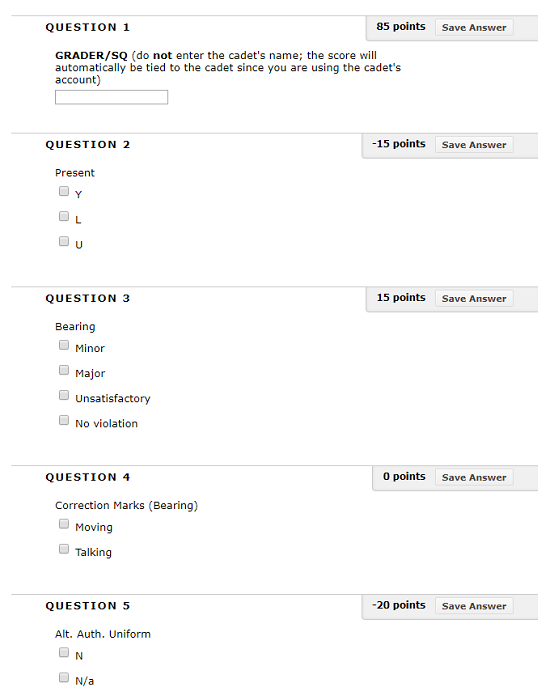 QUESTION 1
85 points Save Answer
GRADER/SQ (do not enter the cadet's name; the score will
automatically be tied to the cadet since you are using the cadet's
account)
QUESTION 2
-15 points Save Answer
Present
Y
L
U
QUESTION 3
15 points Save Answer
Bearing
Minor
Major
Unsatisfactory
No violation
QUESTION 4
0 points Save Answer
Correction Marks (Bearing)
Moving
Talking
QUESTION 5
-20 points Save Answer
Alt. Auth. Uniform
N
N/a